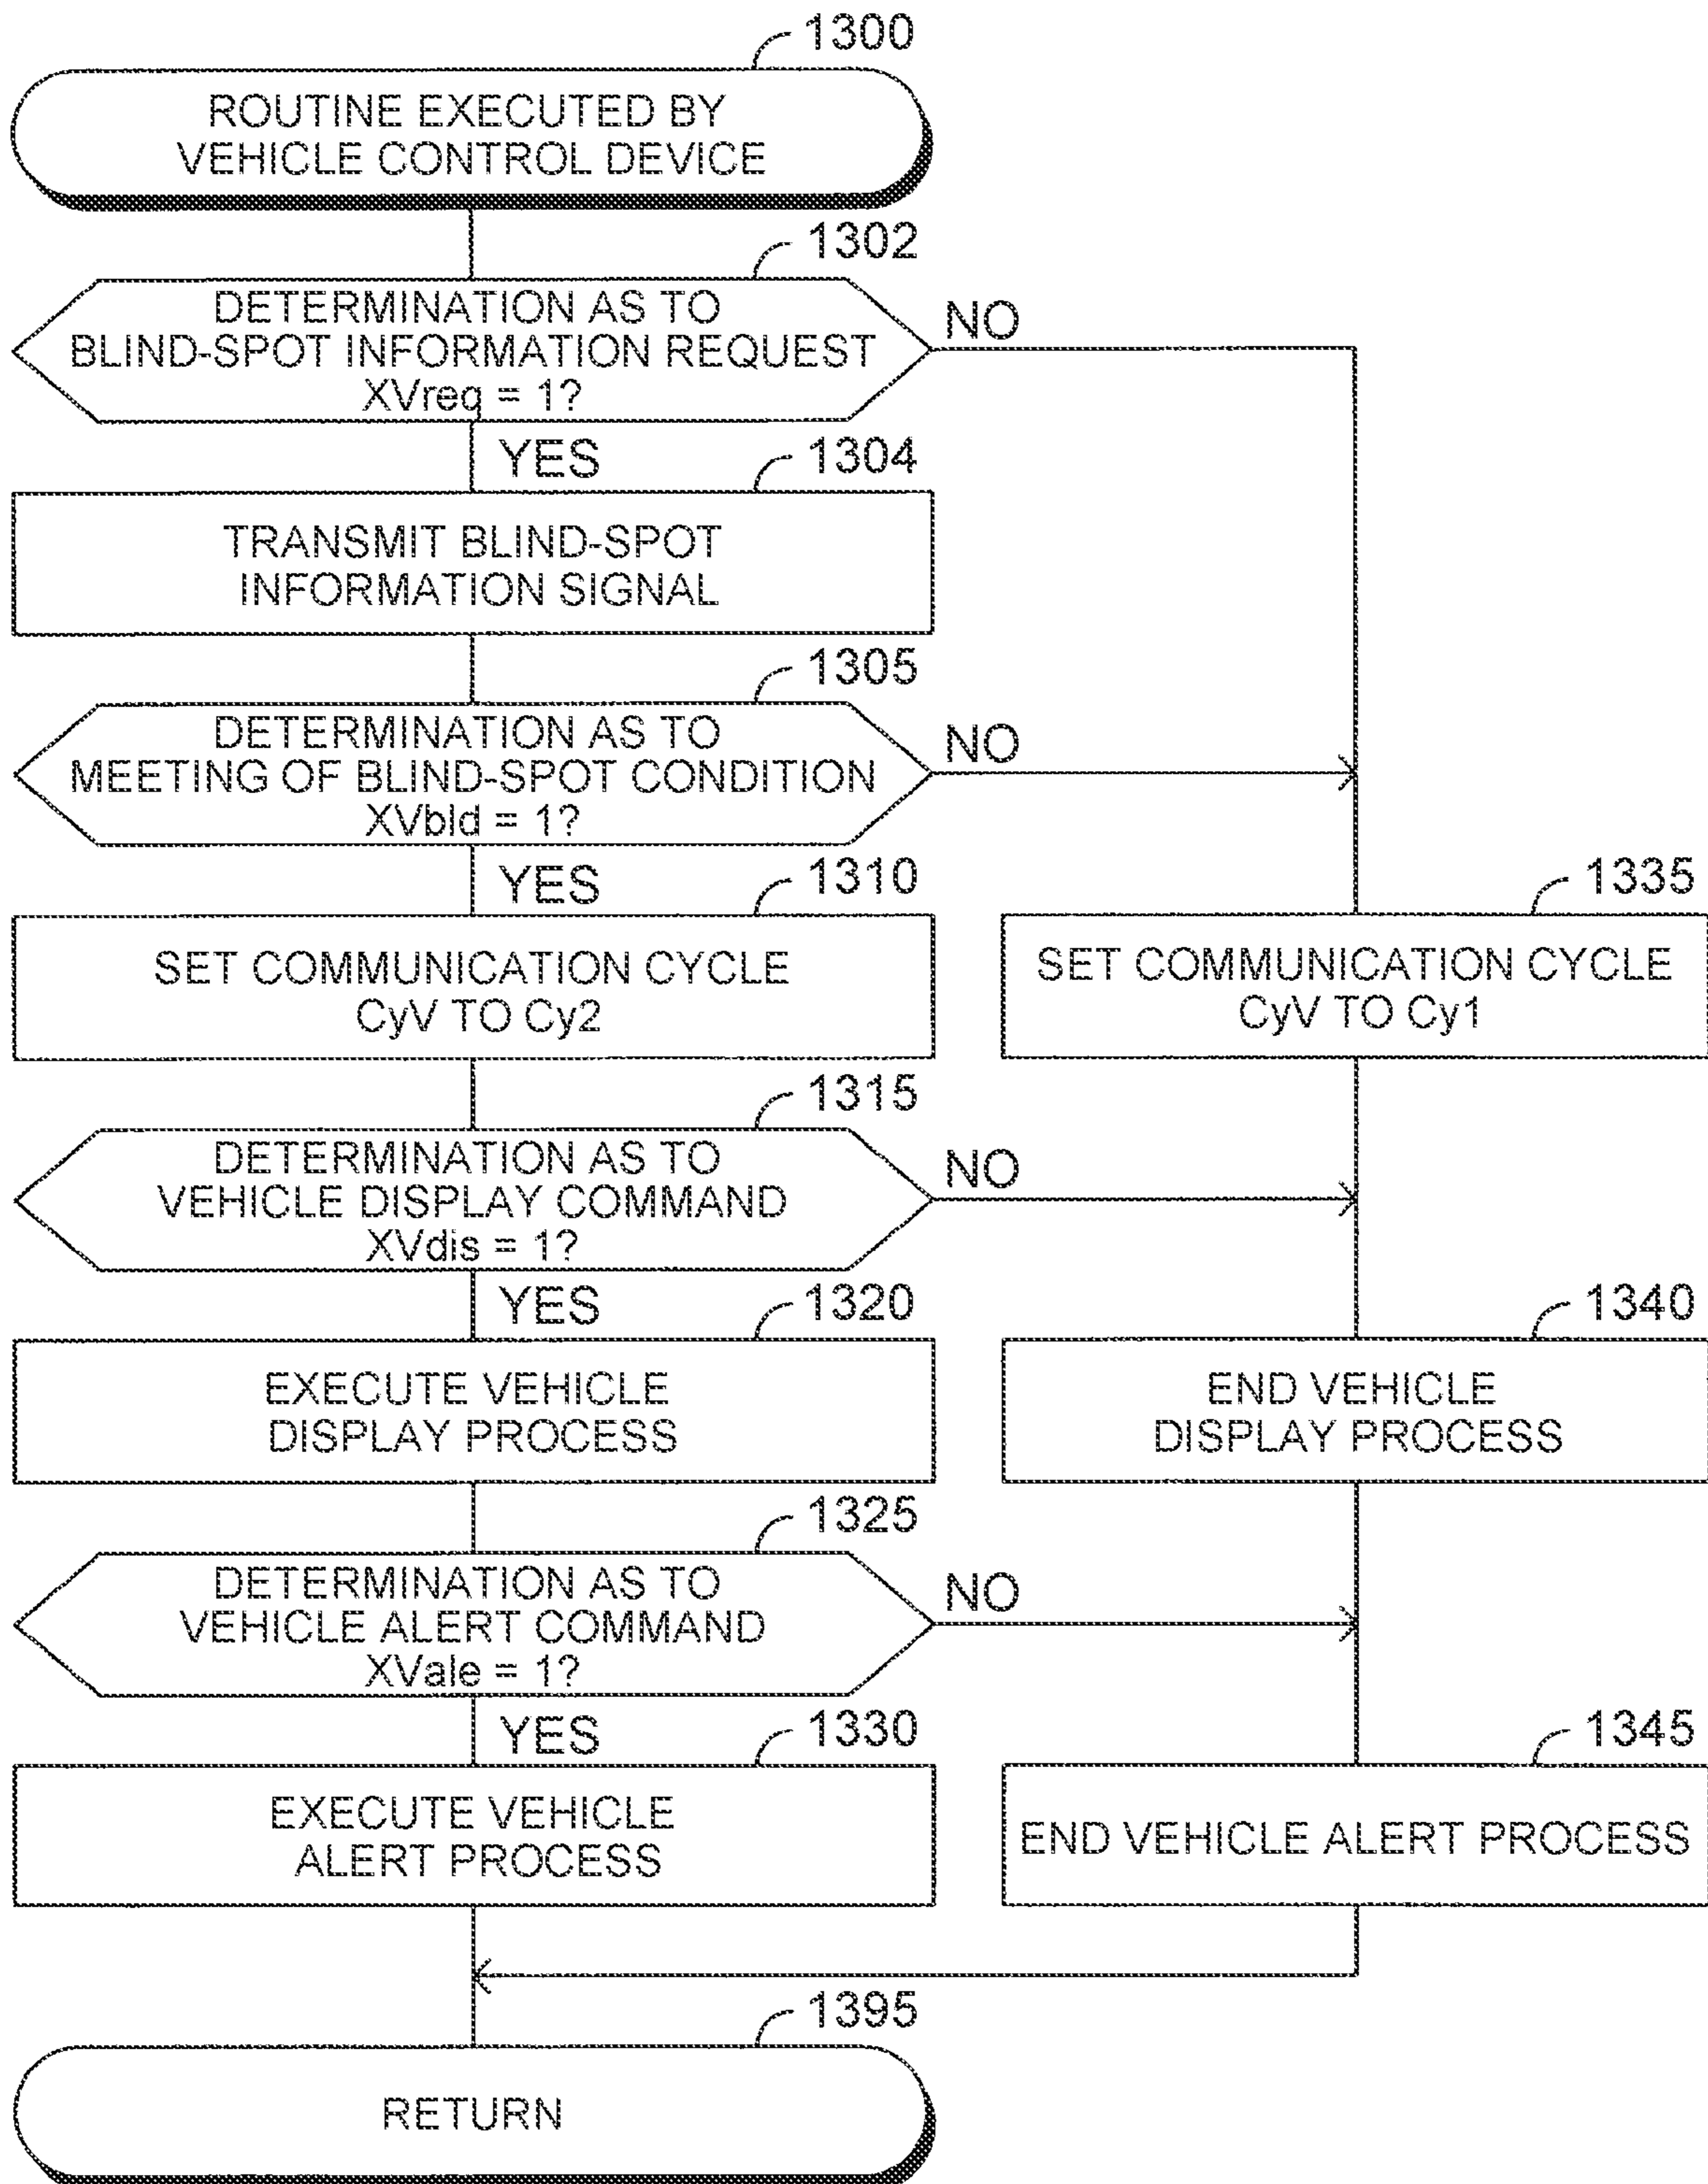 1300
ROUTINE EXECUTED BY
VEHICLE CONTROL DEVICE
1302
DETERMINATION AS TO
BLIND-SPOT INFORMATION REQUEST
XVreq = 1?
NO
YES
1304
TRANSMIT BLIND-SPOT
INFORMATION SIGNAL
1305
DETERMINATION AS TO
MEETING OF BLIND-SPOT CONDITION
XVbld = 1?
NO
YES
1310
SET COMMUNICATION CYCLE
CyV TO Cy2
1335
SET COMMUNICATION CYCLE
CyV TO Cy1
1315
DETERMINATION AS TO
VEHICLE DISPLAY COMMAND
XVdis = 1?
NO
YES
1320
EXECUTE VEHICLE
DISPLAY PROCESS
1340
END VEHICLE
DISPLAY PROCESS
1325
DETERMINATION AS TO
VEHICLE ALERT COMMAND
XVale = 1?
NO
YES
1330
EXECUTE VEHICLE
ALERT PROCESS
1345
END VEHICLE ALERT PROCESS
1395
RETURN